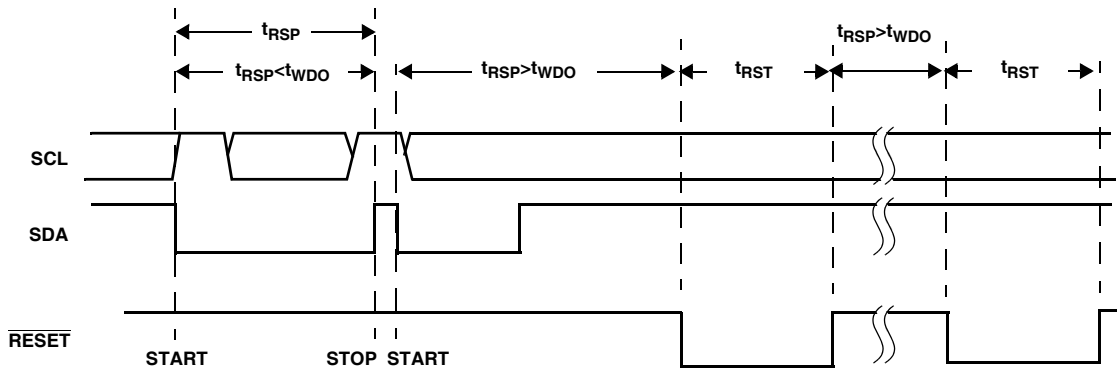 tRSP
tRSP>tWDO
tRSP<tWDO
tRSP>tWDO
tRST
tRST
SCL
SDA
RESET
START
STOP
START